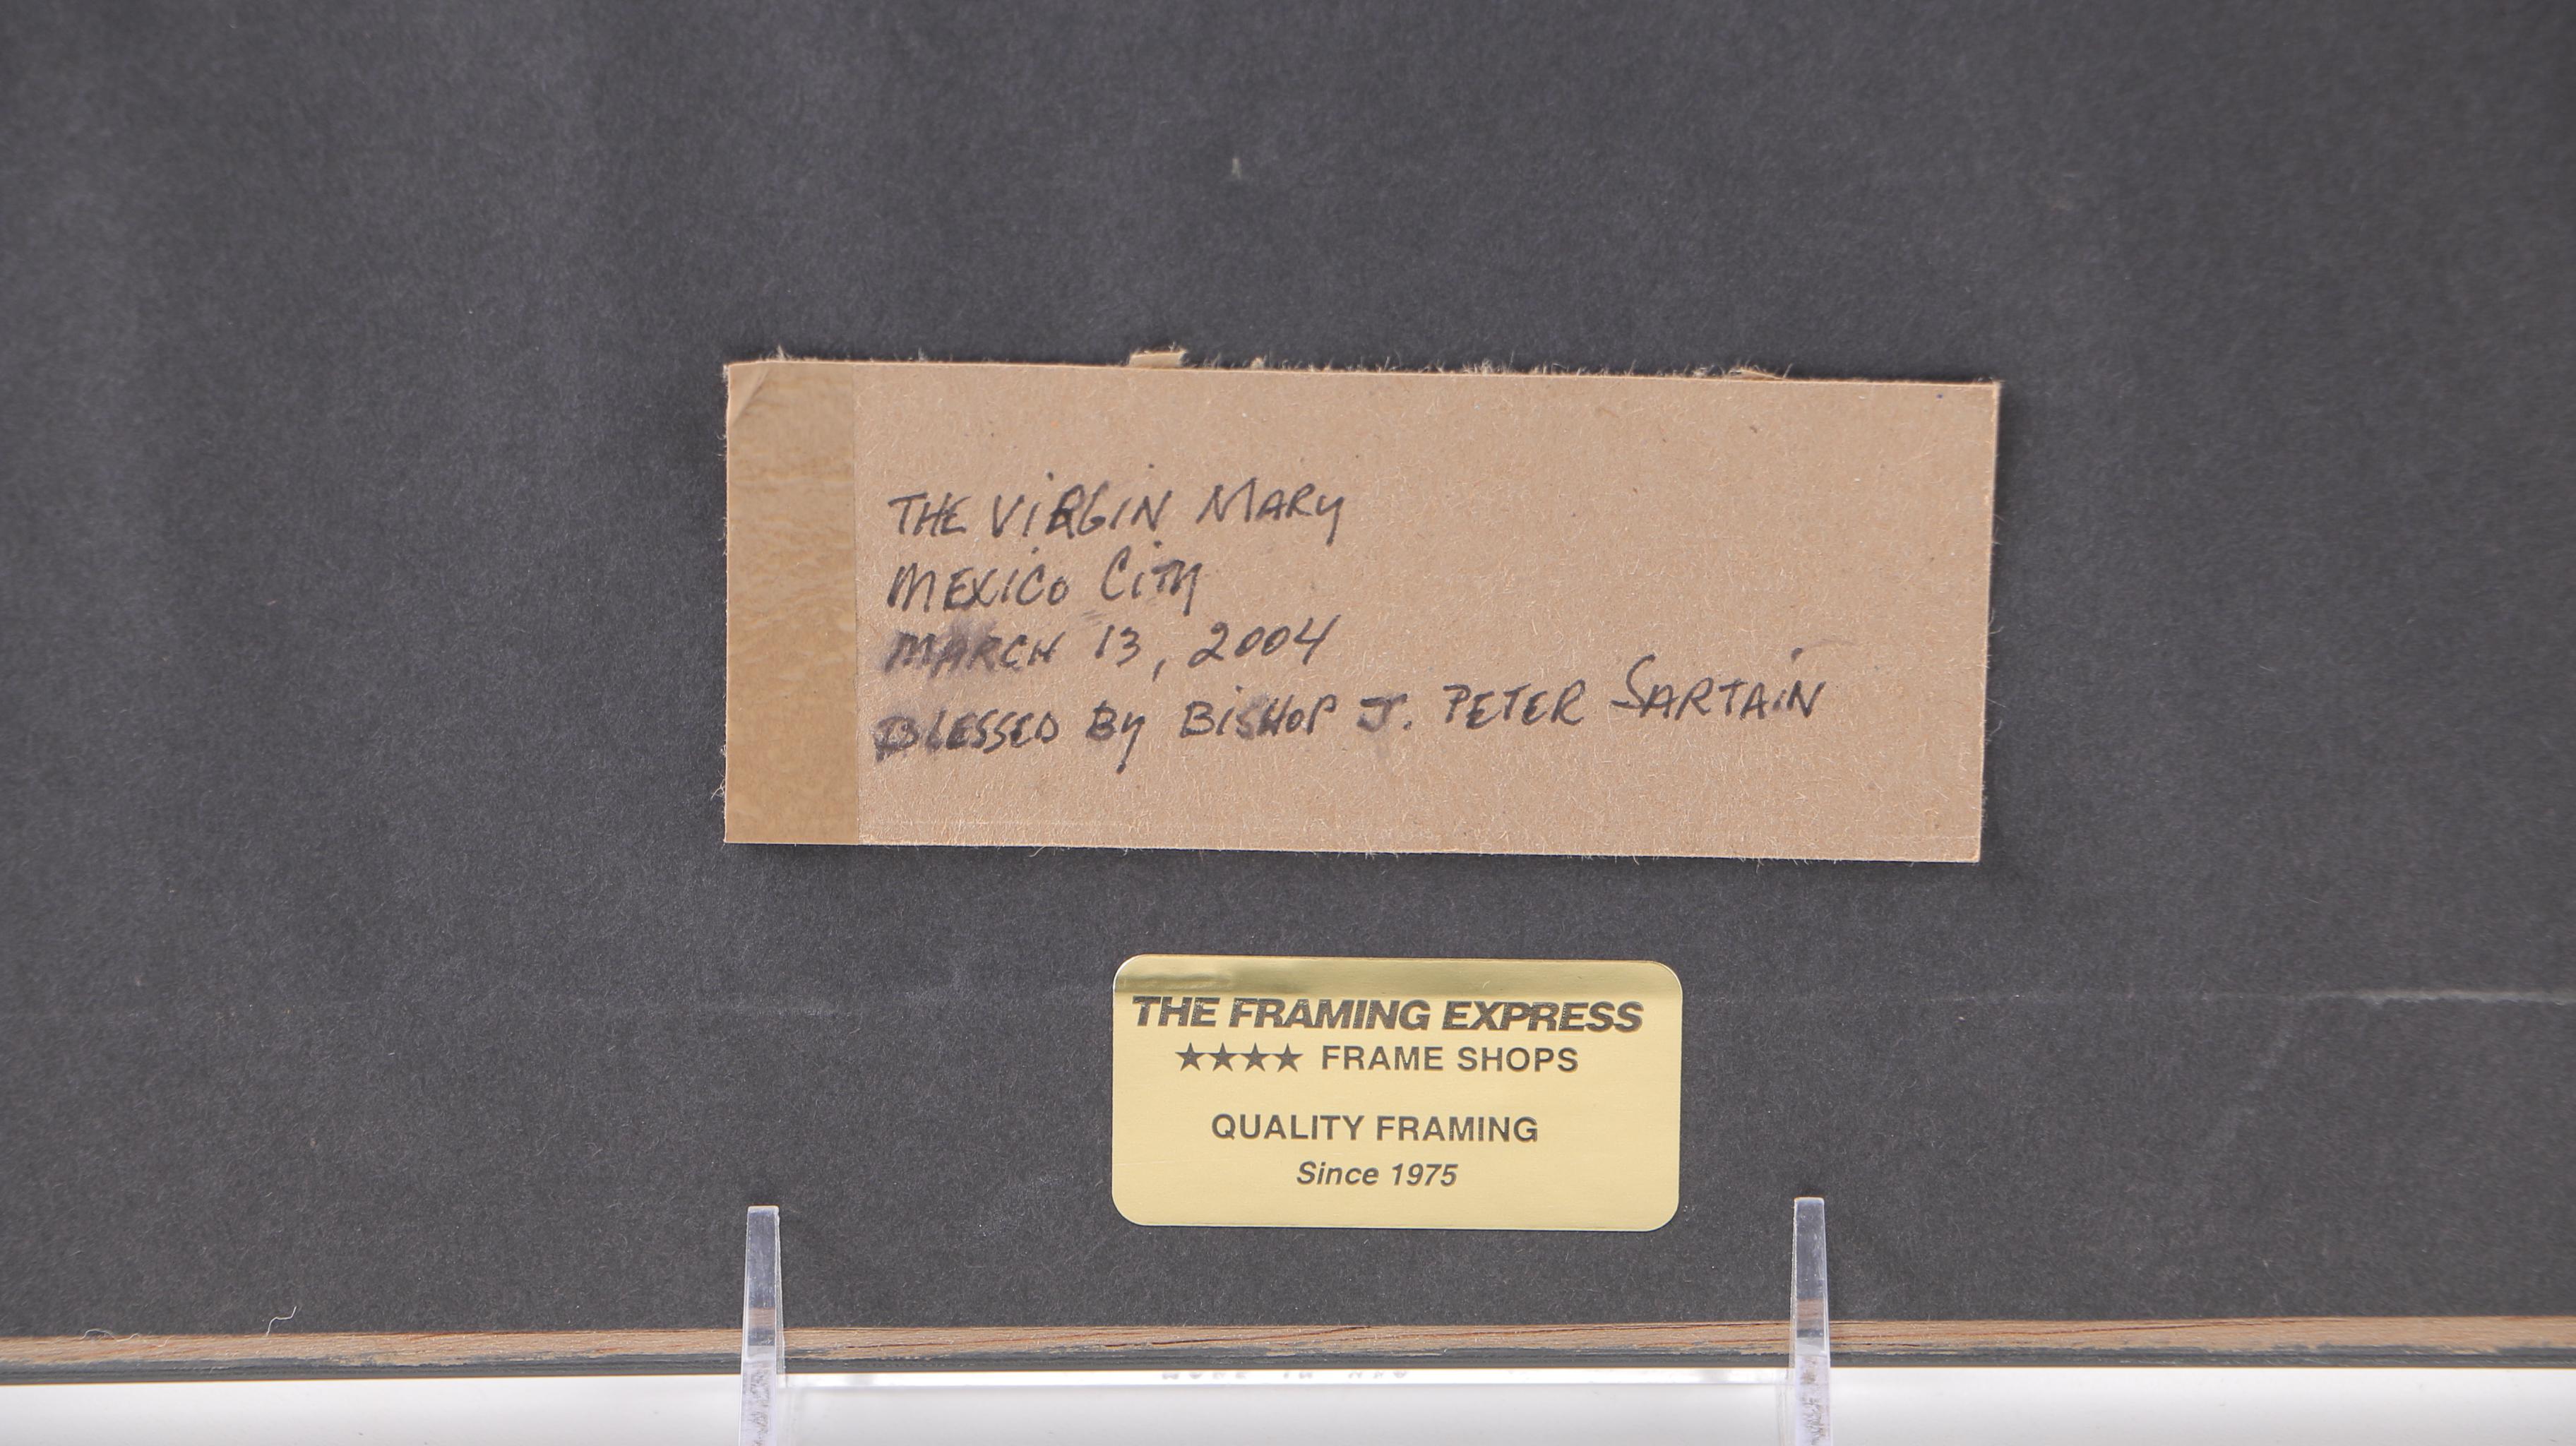 THE VIRGIN MARY
MEXICO CITY
MARCH 13, 2004
BLESSED BY BISHOP J. PETER SARTAIN
THE FRAMING EXPRESS
★★★★ FRAME SHOPS
QUALITY FRAMING
Since 1975